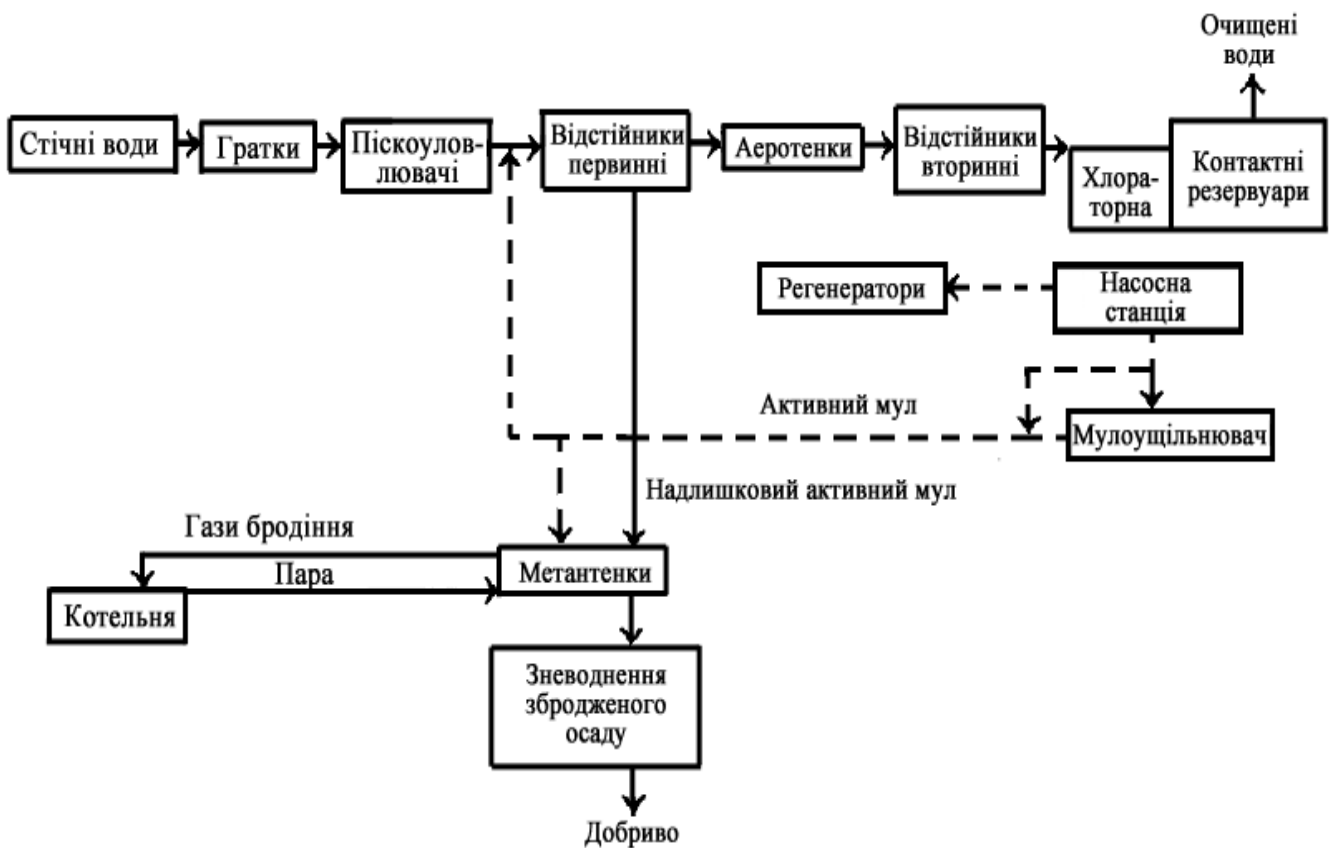 Очищені
води
Стічні води
Гратки
Піскоулов-
лювачі
Відстійники
первинні
Аеротенки
Відстійники
вторинні
Хлора-
торна
Контактні
резервуари
Регенератори
Насосна
станція
Активний мул
Мулоущільнювач
Надлишковий активний мул
Гази бродіння
Пара
Метантенки
Котельня
Зневоднення
збродженого
осаду
Добриво